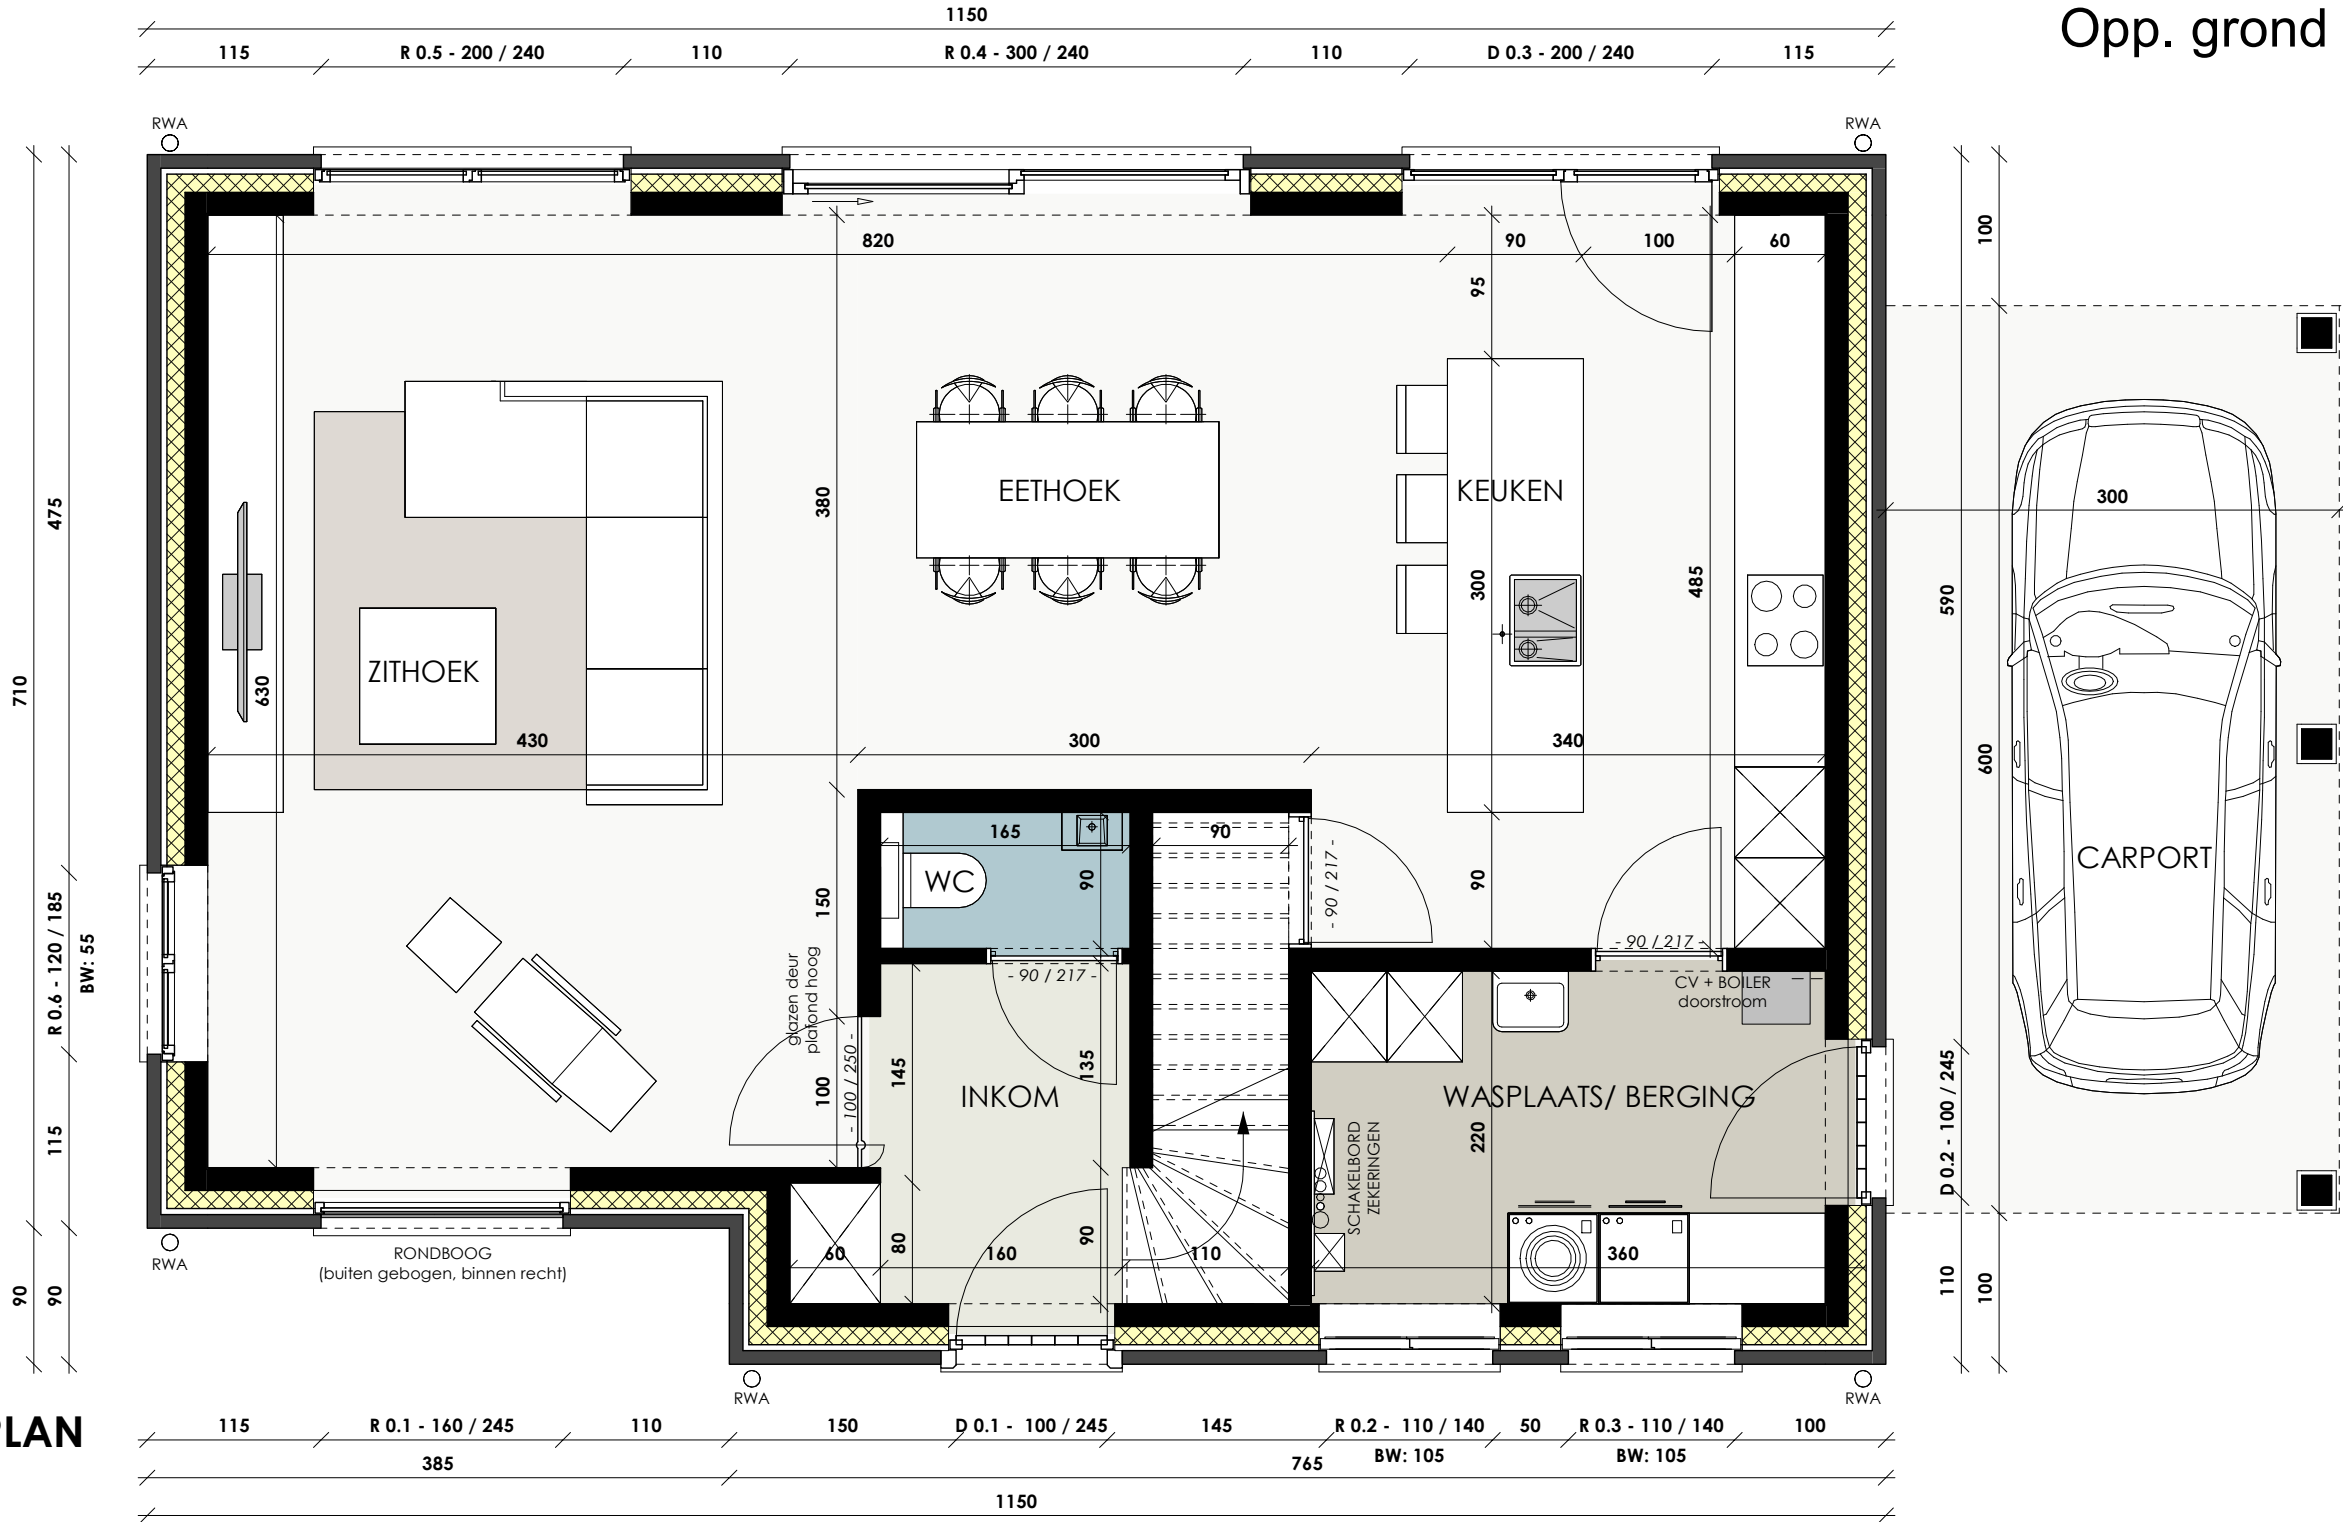 1150
Opp. grond
115
R 0.5 - 200 / 240
110
R 0.4 - 300 / 240
110
D 0.3 - 200 / 240
115
RWA
RWA
820
90
100
60
100
95
475
380
EETHOEK
KEUKEN
300
300
485
590
710
ZITHOEK
630
430
300
340
600
165
90
CARPORT
WC
90
150
- 90 / 217 -
90
R 0.6 - 120 / 185
BW: 55
glazen deur
plafond hoog
- 90 / 217 -
- 90 / 217 -
CV + BOILER
doorstroom
145
135
100
- 100 / 250 -
INKOM
WASPLAATS/ BERGING
115
220
SCHAKELBORD
ZEKERINGEN
D 0.2 - 100 / 245
RWA
RONDBOOG
(buiten gebogen, binnen recht)
60
80
160
90
110
360
90
90
110
100
RWA
RWA
PLAN
115
R 0.1 - 160 / 245
110
150
D 0.1 - 100 / 245
145
R 0.2 - 110 / 140
50
R 0.3 - 110 / 140
100
BW: 105
BW: 105
385
765
1150